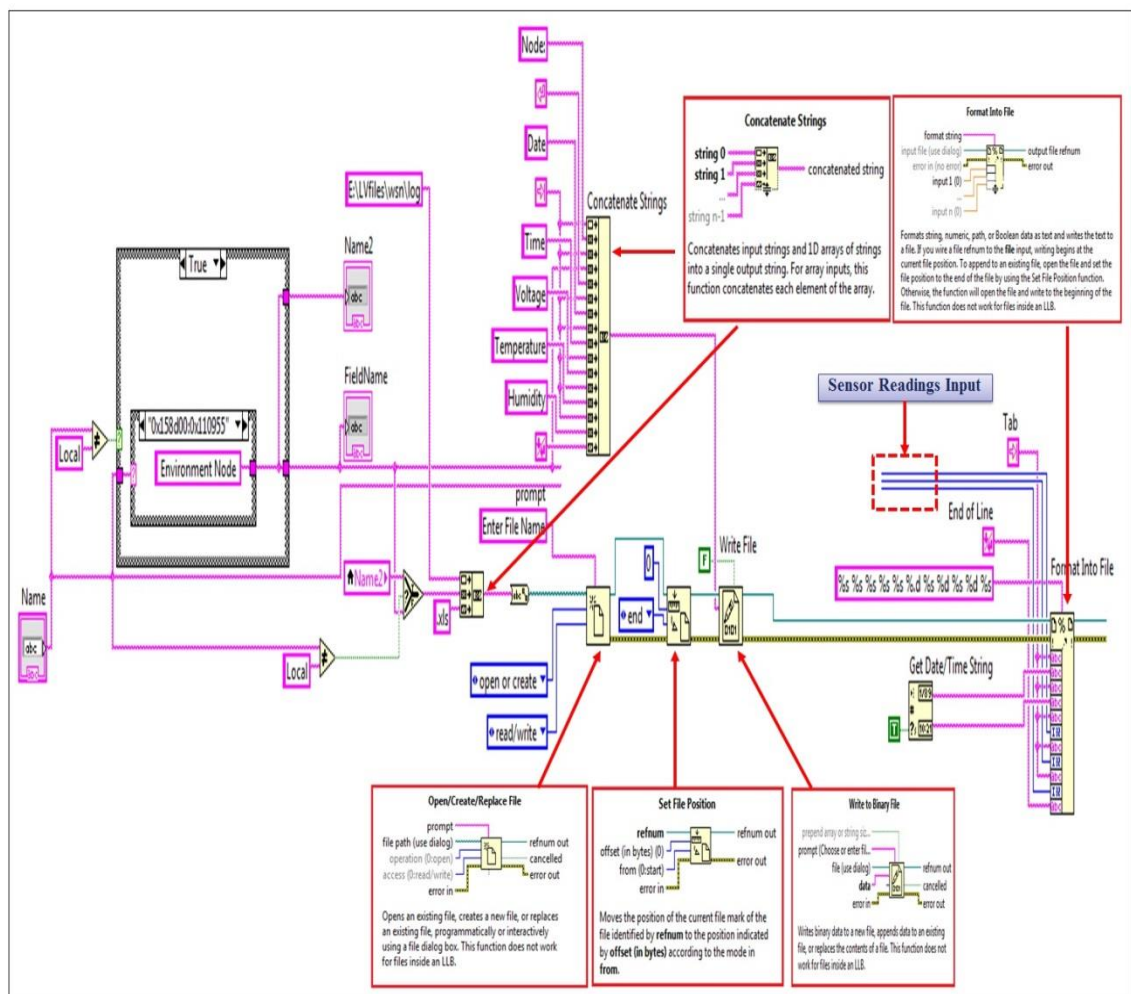 Node:
Date
Time
Voltage
Temperature
Humidity
Concatenate Strings
E:\LVfiles\wsn\log
Name2
abc
FieldName
abc
True
"0x158d00:0x110955"
Environment Node
Local
Name
abc
Name2
.xls
Local
prompt
Enter File Name
open or create
read/write
0
end
F
Write File
Concatenate Strings
string 0
string 1
...
string n-1
concatenated string
Concatenates input strings and 1D arrays of strings
into a single output string. For array inputs, this
function concatenates each element of the array.
Format Into File
format string
input file (use dialog)
error in (no error)
input 1 (0)
...
input n (0)
output file refnum
error out
Formats string, numeric, path, or Boolean data as text and writes the text to
a file. If you wire a file refnum to the file input, writing begins at the
current file position. To append to an existing file, open the file and set the
file position to the end of the file by using the Set File Position function.
Otherwise, the function will open the file and write to the beginning of the
file. This function does not work for files inside an LLB.
Sensor Readings Input
Tab
End of Line
%s %s %s %s %s %d %s %d %s %d %s
Format Into File
Get Date/Time String
T
Open/Create/Replace File
prompt
file path (use dialog)
operation (0:open)
access (0:read/write)
error in
refnum out
cancelled
error out
Opens an existing file, creates a new file, or replaces
an existing file, programmatically or interactively
using a file dialog box. This function does not work
for files inside an LLB.
Set File Position
refnum
offset (in bytes) (0)
from (0:start)
error in
refnum out
error out
Moves the position of the current file mark of the
file identified by refnum to the position indicated
by offset (in bytes) according to the mode in
from.
Write to Binary File
prepend array or string siz...
prompt (Choose or enter fil...
file (use dialog)
data
error in
refnum out
cancelled
error out
Writes binary data to a new file, appends data to an existing
file, or replaces the contents of a file. This function does not
work for files inside an LLB.